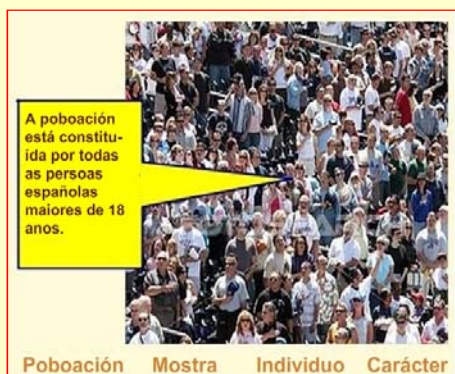 A poboación
está constitu-
ída por todas
as persoas
españolas
maiores de 18
anos.
Poboación Mostra Individuo Carácter